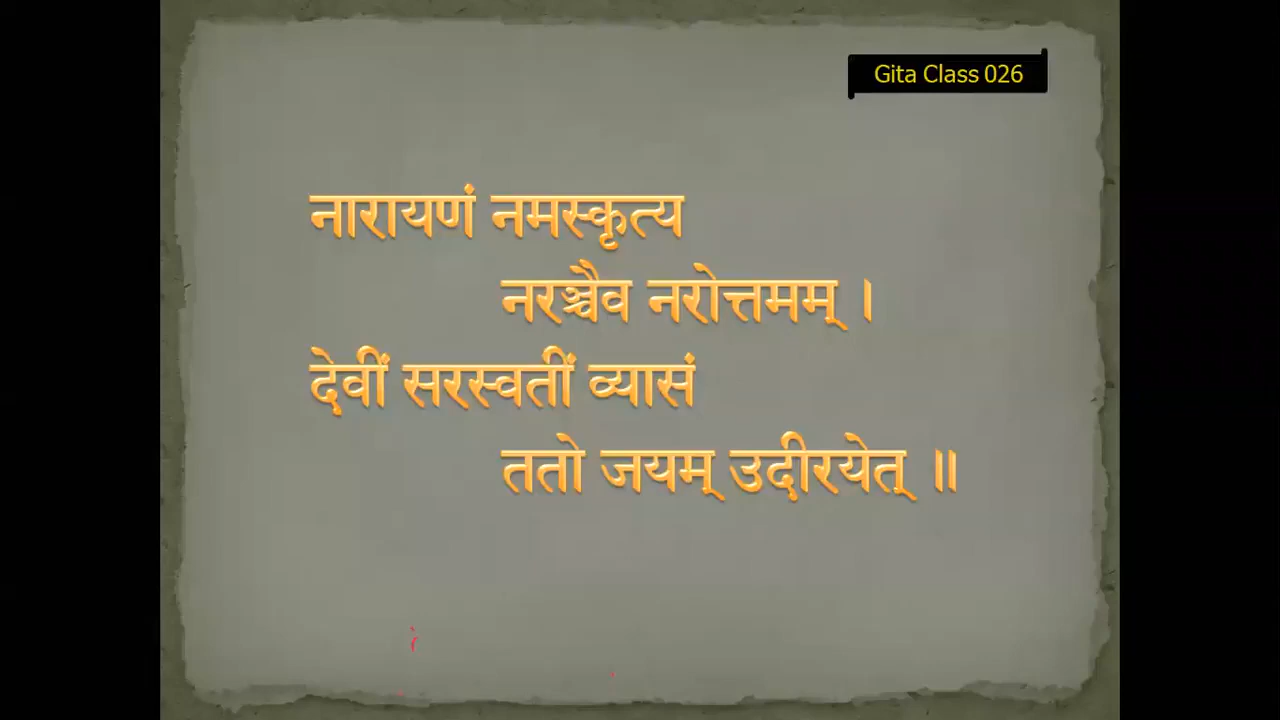 Gita Class 026
नारायणं नमस्कृत्य
नरञ्चैव नरोत्तमम् ।
देवीं सरस्वतीं व्यासं
ततो जयम् उदीरयेत् ॥